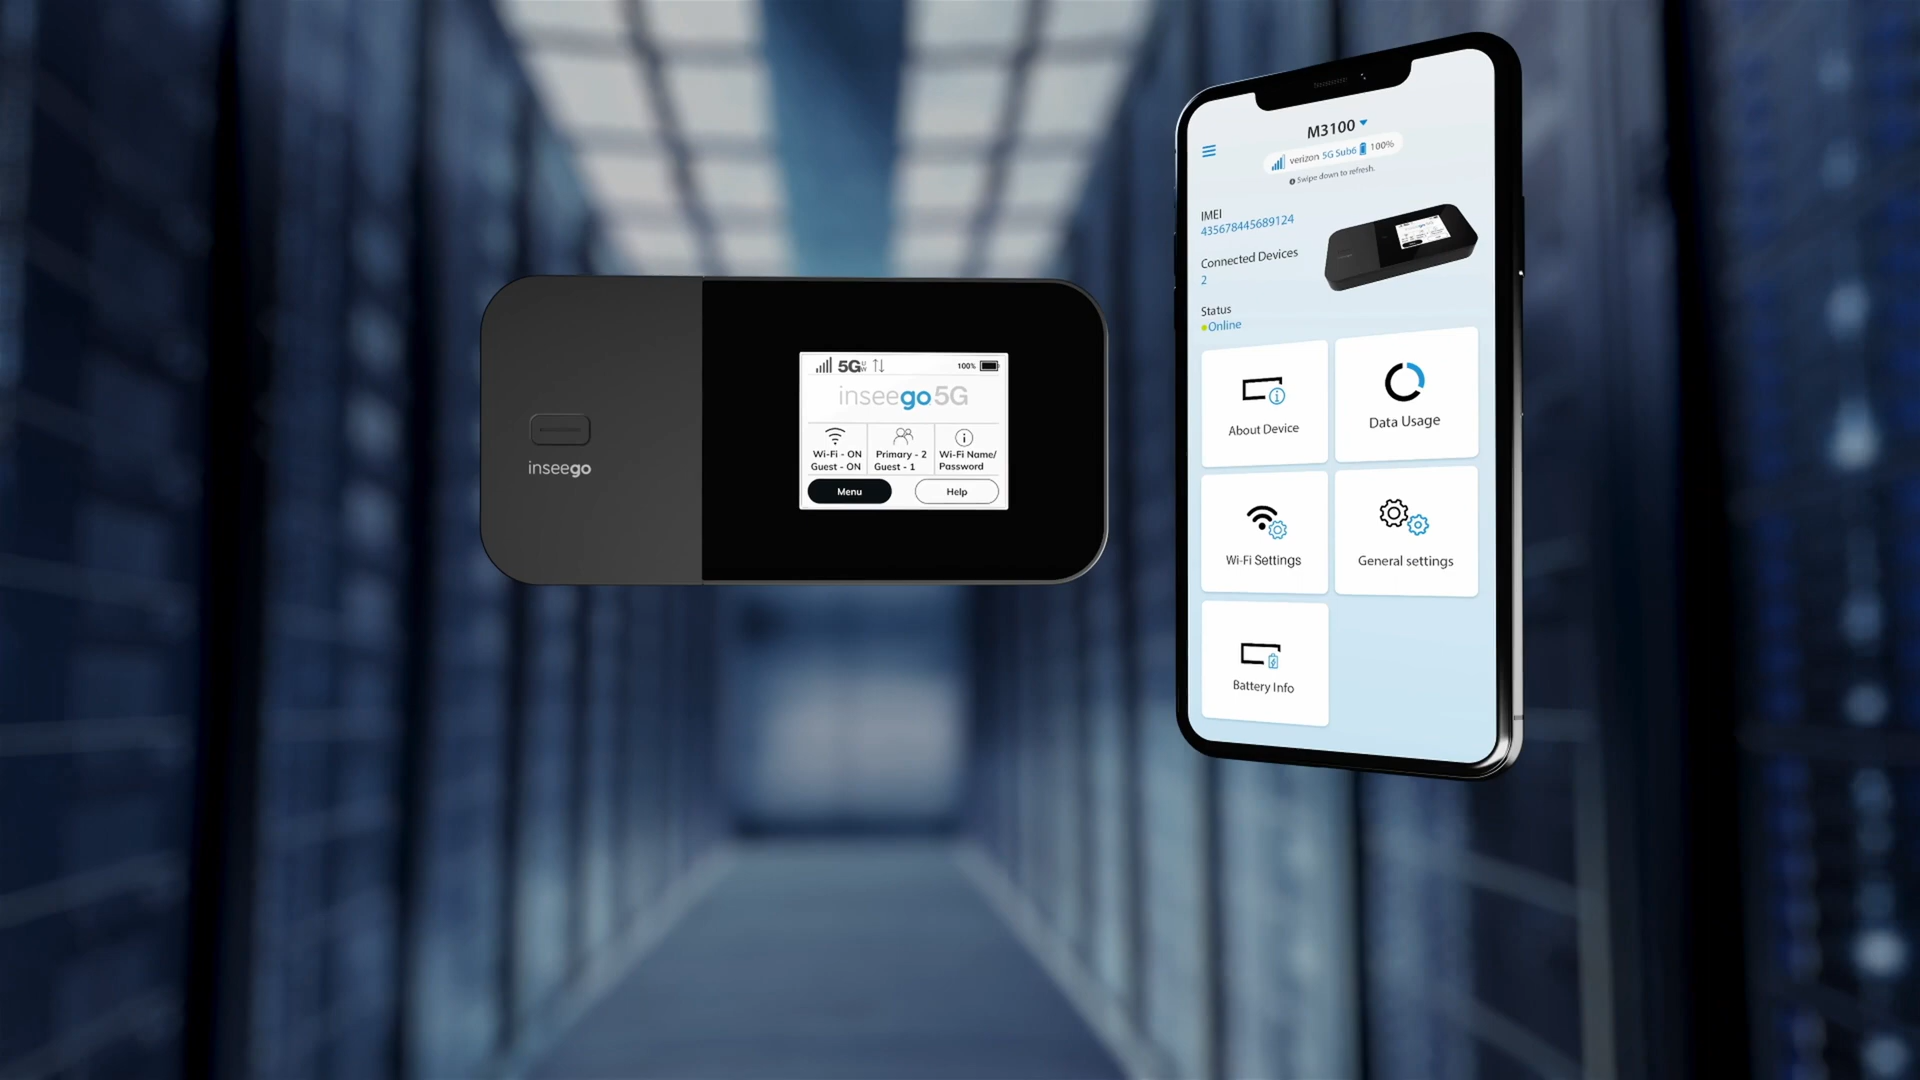 inseego
5G UW 100%
inseego 5G
Wi-Fi - ON
Guest - ON
Primary - 2
Guest - 1
Wi-Fi Name/
Password
Menu
Help
M3100
verizon 5G Sub6 100%
Swipe down to refresh.
IMEI
435678445689124
Connected Devices
2
Status
Online
About Device
Data Usage
Wi-Fi Settings
General settings
Battery Info